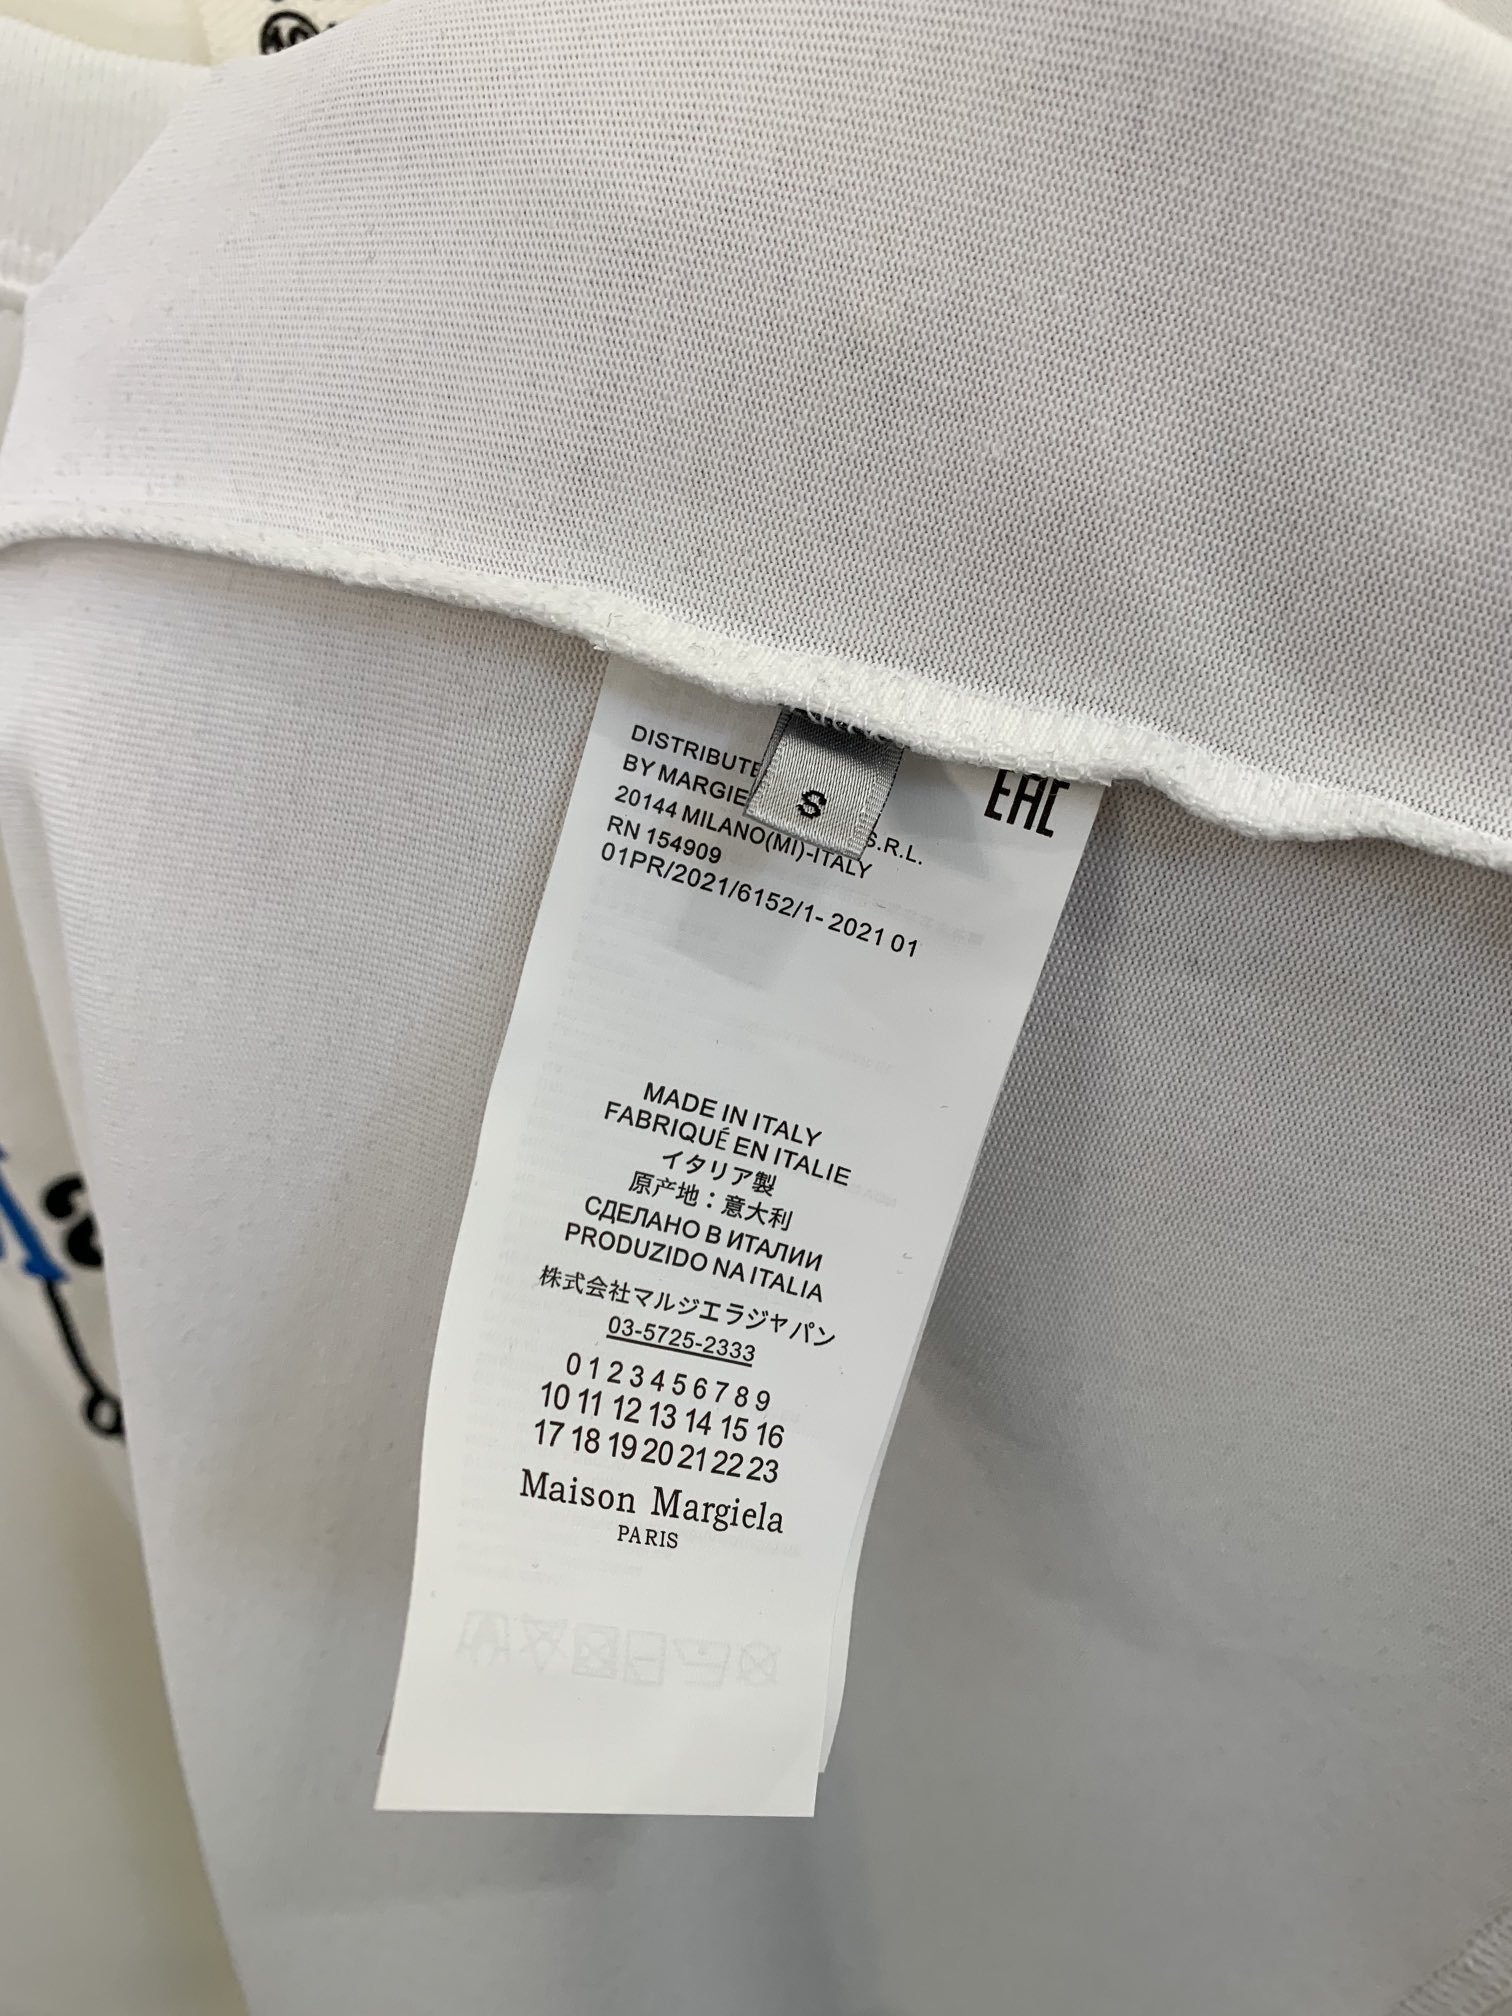 DISTRIBUTE
BY MARGIE S.R.L.
20144 MILANO(MI)-ITALY
RN 154909
01PR/2021/6152/1- 2021 01
S
EAC
MADE IN ITALY
FABRIQUÉ EN ITALIE
イタリア製
原产地：意大利
СДЕЛАНО В ИТАЛИИ
PRODUZIDO NA ITALIA
株式会社マルジエラジャパン
03-5725-2333
0 1 2 3 4 5 6 7 8 9
10 11 12 13 14 15 16
17 18 19 20 21 22 23
Maison Margiela
PARIS